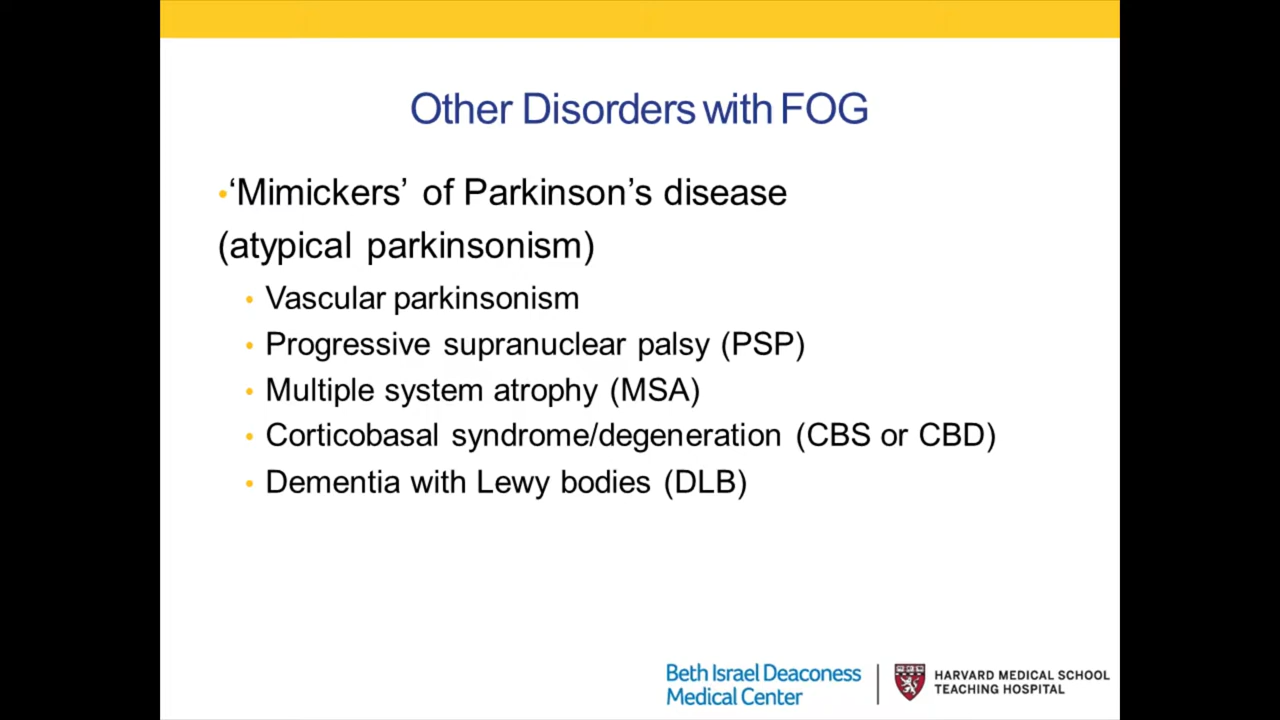 Other Disorders with FOG
•‘Mimickers’ of Parkinson’s disease
(atypical parkinsonism)
• Vascular parkinsonism
• Progressive supranuclear palsy (PSP)
• Multiple system atrophy (MSA)
• Corticobasal syndrome/degeneration (CBS or CBD)
• Dementia with Lewy bodies (DLB)
Beth Israel Deaconess
Medical Center
HARVARD MEDICAL SCHOOL
TEACHING HOSPITAL